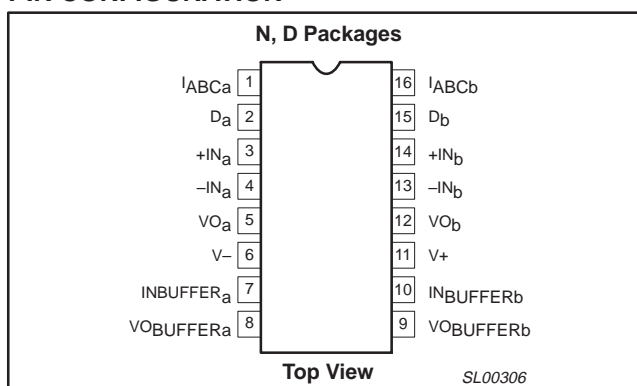 N, D Packages
IABCa 1 16 IABCb
Da 2 15 Db
+INa 3 14 +INb
–INa 4 13 –INb
VOa 5 12 VOb
V– 6 11 V+
INBUFFERa 7 10 INBUFFERb
VOBUFFERa 8 9 VOBUFFERb
Top View SL00306